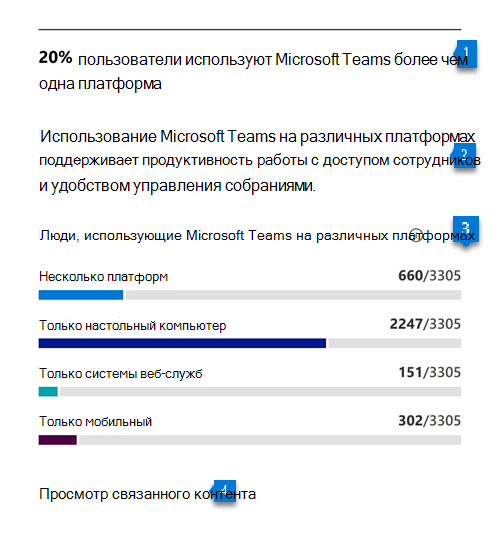 20% пользователи используют Microsoft Teams более чем 1
одна платформа
Использование Microsoft Teams на различных платформах
поддерживает продуктивность работы с доступом сотрудников 2
и удобством управления собраниями.
Люди, использующие Microsoft Teams на различных платформах 3
Несколько платформ 660/3305
Только настольный компьютер 2247/3305
Только системы веб-служб 151/3305
Только мобильный 302/3305
Просмотр связанного контента 4